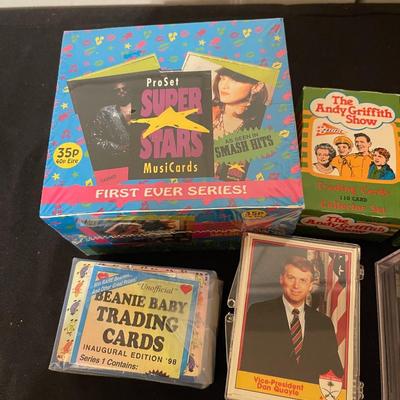 ProSet
SUPER
STARS
MusiCards
AS SEEN IN
SMASH HITS
35p
40p Eire
FIRST EVER SERIES!
35p
The
Andy Griffith
Show
Trading Cards
110 CARD
Collector Set
The
Andy Griffith
"Unofficial"
BEANIE BABY
TRADING
CARDS
INAUGURAL EDITION '98
Series 1 Contains:
Vice-President
Dan Quayle